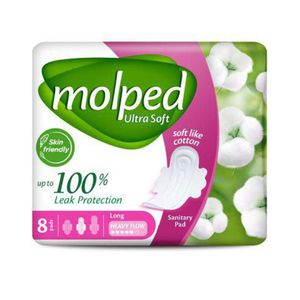 molped
Ultra Soft
soft like
cotton
Skin
friendly
up to 100%
Leak Protection
Sanitary
Pad
8 pads
Long
HEAVY FLOW